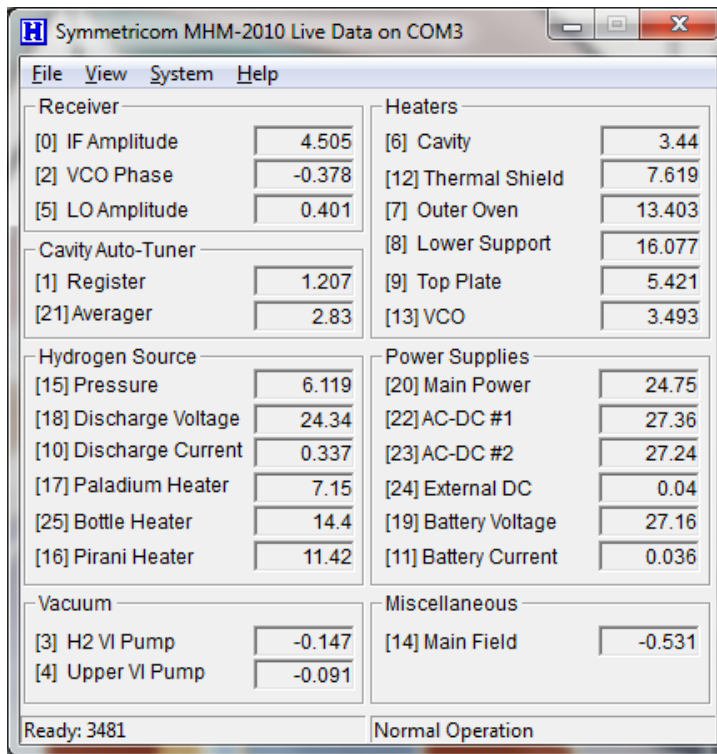 H Symmetricom MHM-2010 Live Data on COM3
File View System Help
Receiver
[0] IF Amplitude 4.505
[2] VCO Phase -0.378
[5] LO Amplitude 0.401
Cavity Auto-Tuner
[1] Register 1.207
[21] Averager 2.83
Hydrogen Source
[15] Pressure 6.119
[18] Discharge Voltage 24.34
[10] Discharge Current 0.337
[17] Paladium Heater 7.15
[25] Bottle Heater 14.4
[16] Pirani Heater 11.42
Vacuum
[3] H2 VI Pump -0.147
[4] Upper VI Pump -0.091
Heaters
[6] Cavity 3.44
[12] Thermal Shield 7.619
[7] Outer Oven 13.403
[8] Lower Support 16.077
[9] Top Plate 5.421
[13] VCO 3.493
Power Supplies
[20] Main Power 24.75
[22] AC-DC #1 27.36
[23] AC-DC #2 27.24
[24] External DC 0.04
[19] Battery Voltage 27.16
[11] Battery Current 0.036
Miscellaneous
[14] Main Field -0.531
Ready: 3481
Normal Operation